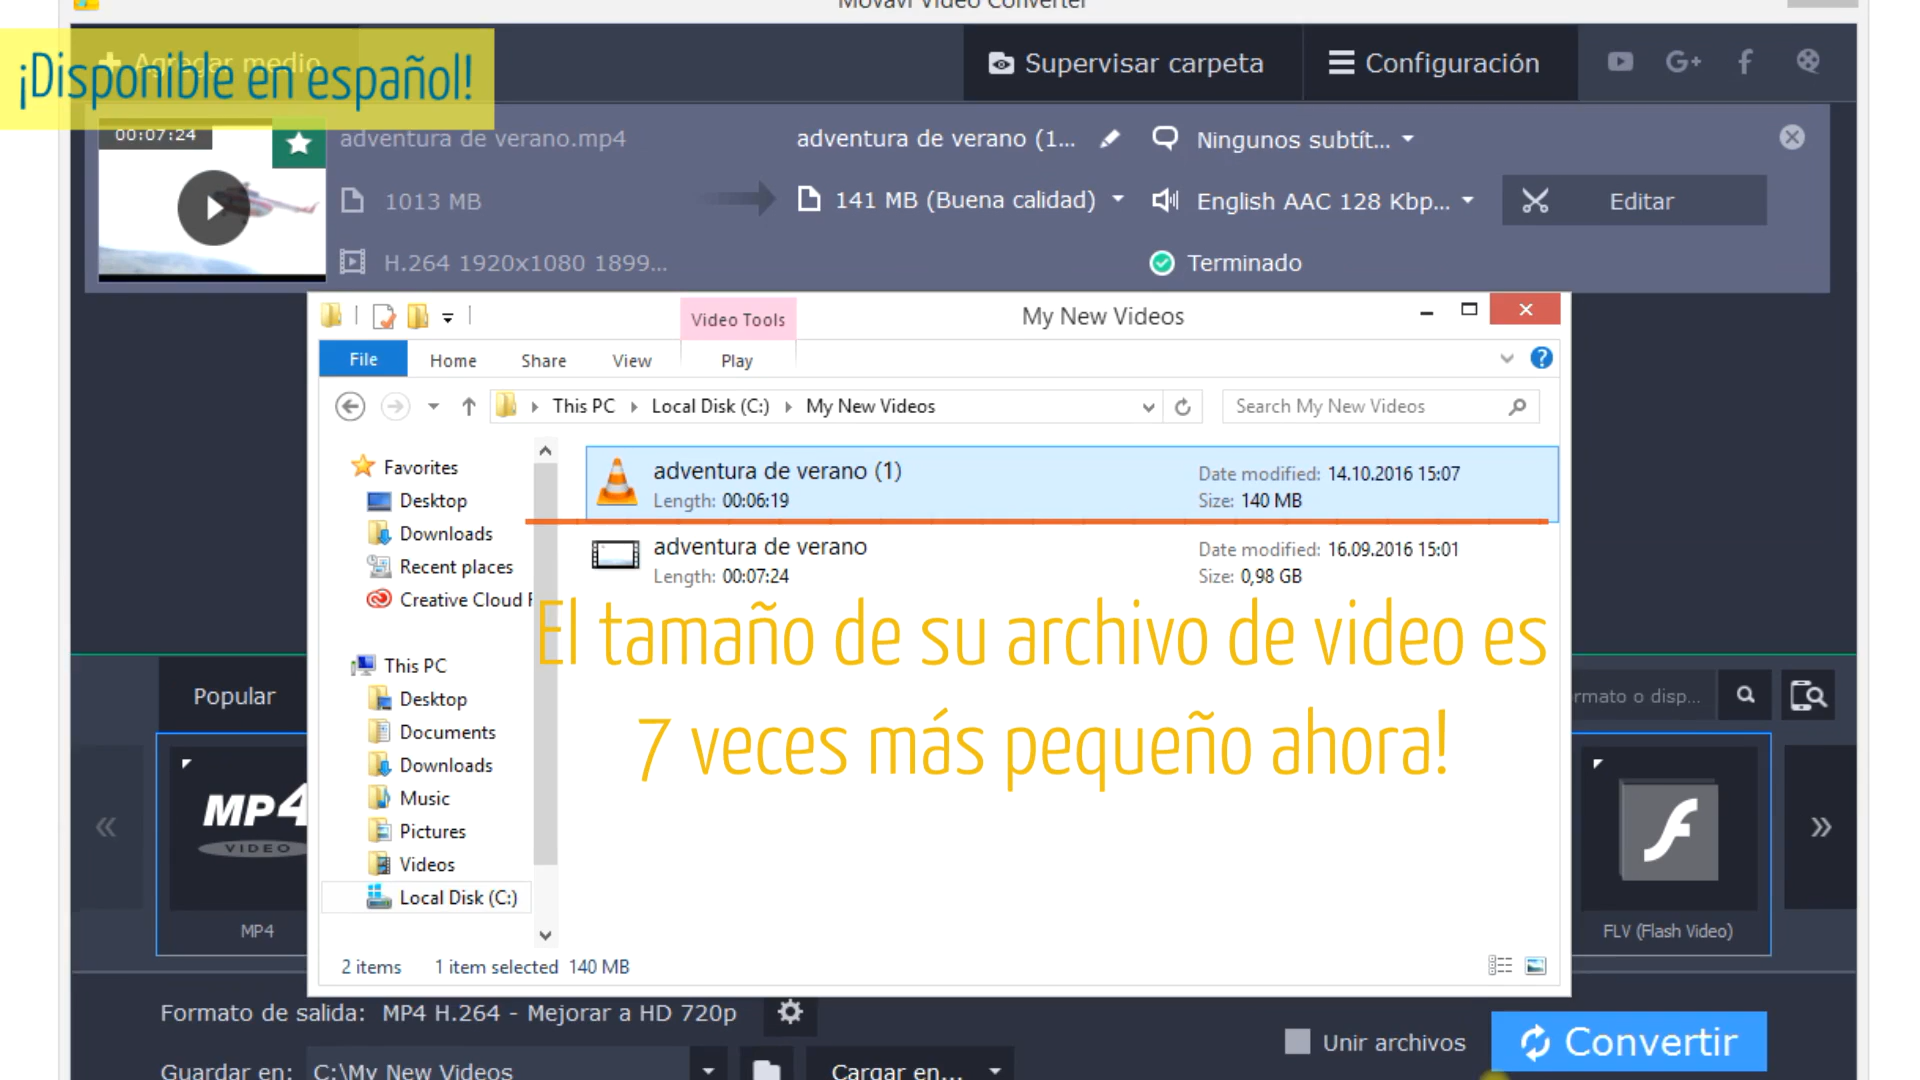 Movavi Video Converter
Agregar medio
¡Disponible en español!
Supervisar carpeta
Configuración
G+
f
00:07:24
adventura de verano.mp4
adventura de verano (1...
Ningunos subtít...
1013 MB
141 MB (Buena calidad)
English AAC 128 Kbp...
Editar
H.264 1920x1080 1899...
Terminado
Video Tools
My New Videos
File
Home
Share
View
Play
This PC
Local Disk (C:)
My New Videos
Search My New Videos
Favorites
Desktop
Downloads
Recent places
Creative Cloud F
This PC
Desktop
Documents
Downloads
Music
Pictures
Videos
Local Disk (C:)
adventura de verano (1)
Length: 00:06:19
Date modified: 14.10.2016 15:07
Size: 140 MB
adventura de verano
Length: 00:07:24
Date modified: 16.09.2016 15:01
Size: 0,98 GB
El tamaño de su archivo de video es
7 veces más pequeño ahora!
2 items
1 item selected 140 MB
Popular
rmato o disp...
MP4
VIDEO
MP4
FLV (Flash Video)
Formato de salida: MP4 H.264 - Mejorar a HD 720p
Unir archivos
Convertir
Guardar en: C:\My New Videos
Cargar en...